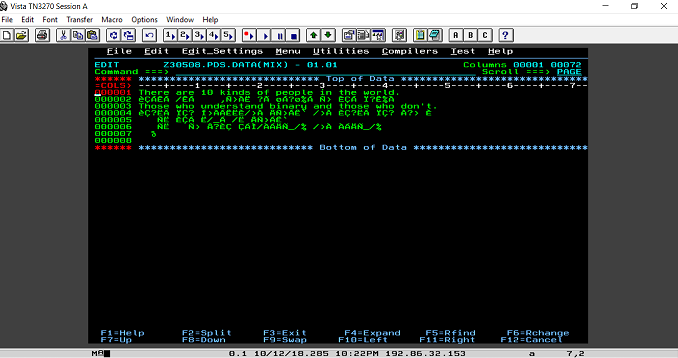 Vista TN3270 Session A
File Edit Font Transfer Macro Options Window Help
1 2 3 4 5 A B C ?
File Edit Edit_Settings Menu Utilities Compilers Test Help
EDIT Z30508.PDS.DATA(MIX) - 01.01 Columns 00001 00072
Command ===> Scroll ===> PAGE
****** ***************************** Top of Data ******************************
=COLS> ----+----1----+----2----+----3----+----4----+----5----+----6----+----7--
000001 There are 10 kinds of people in the world.
000002
000003 Those who understand binary and those who don't.
000004
000005
000006
000007
000008
****** **************************** Bottom of Data ****************************
F1=Help F2=Split F3=Exit F4=Expand F5=Rfind F6=Rchange
F7=Up F8=Down F9=Swap F10=Left F11=Right F12=Cancel
0.1 10/12/18.285 10:22PM 192.86.32.153 a 7,2